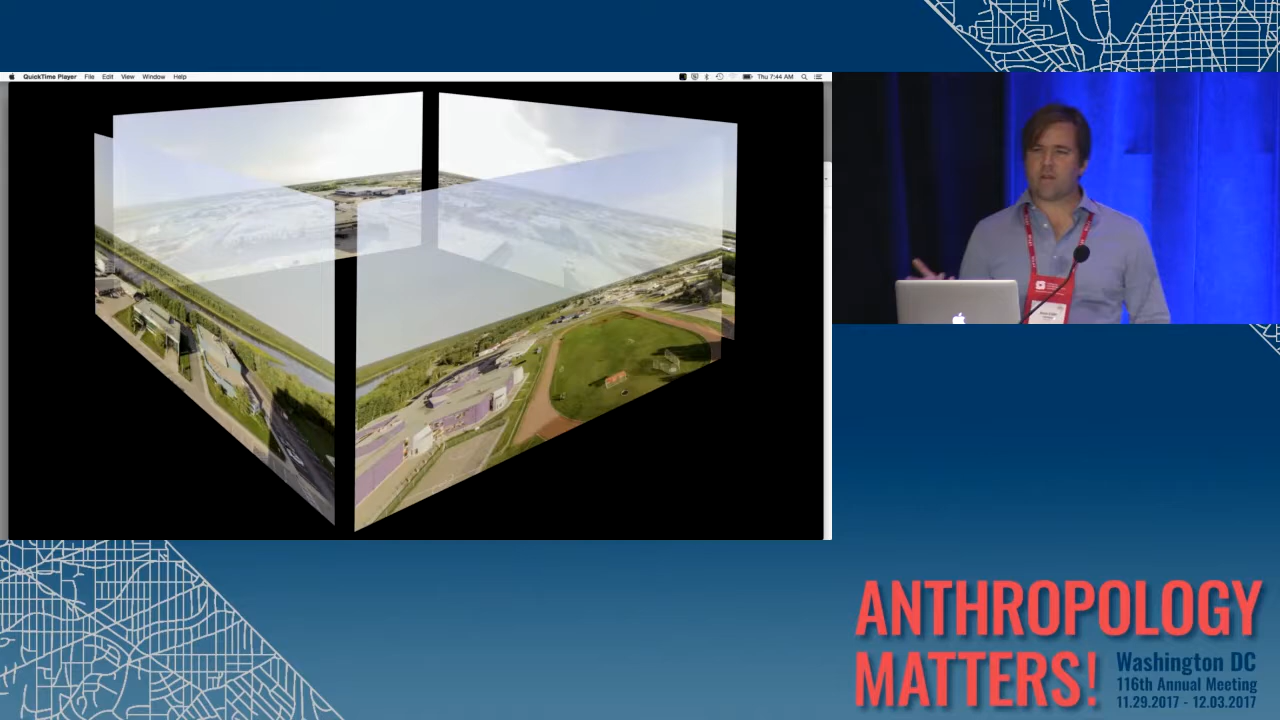 QuickTime Player File Edit View Window Help
Thu 7:44 AM
ANTHROPOLOGY
MATTERS!
Washington DC
116th Annual Meeting
11.29.2017 - 12.03.2017